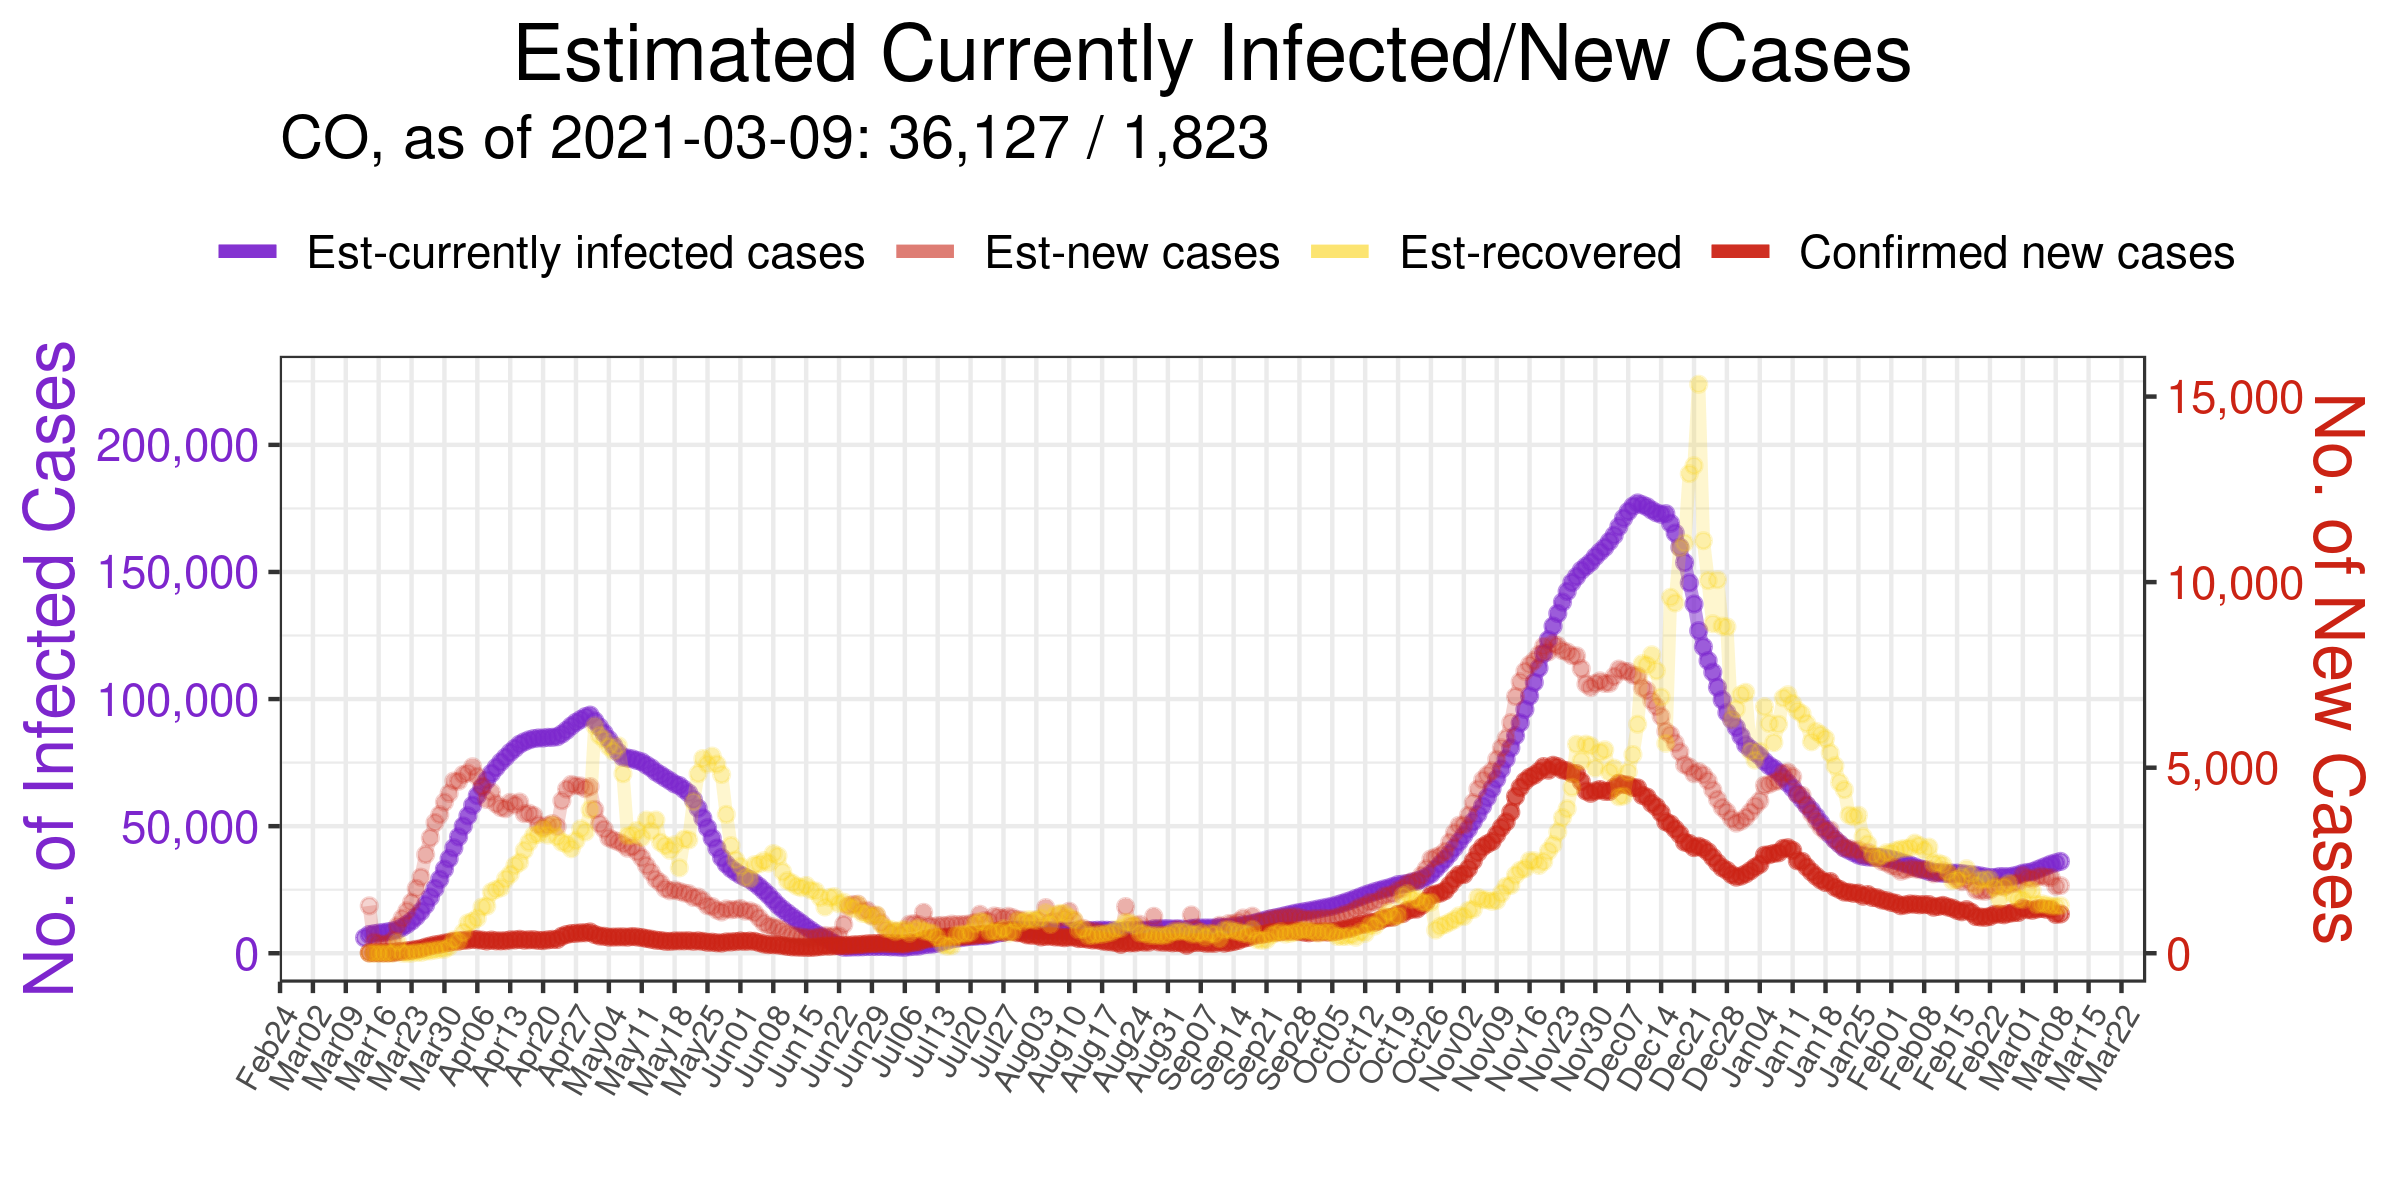 Estimated Currently Infected/New Cases
CO, as of 2021-03-09: 36,127 / 1,823
Est-currently infected cases
Est-new cases
Est-recovered
Confirmed new cases
No. of Infected Cases
200,000
150,000
100,000
50,000
0
15,000
10,000
5,000
0
No. of New Cases
Feb24
Mar02
Mar09
Mar16
Mar23
Mar30
Apr06
Apr13
Apr20
Apr27
May04
May11
May18
May25
Jun01
Jun08
Jun15
Jun22
Jun29
Jul06
Jul13
Jul20
Jul27
Aug03
Aug10
Aug17
Aug24
Aug31
Sep07
Sep14
Sep21
Sep28
Oct05
Oct12
Oct19
Oct26
Nov02
Nov09
Nov16
Nov23
Nov30
Dec07
Dec14
Dec21
Dec28
Jan04
Jan11
Jan18
Jan25
Feb01
Feb08
Feb15
Feb22
Mar01
Mar08
Mar15
Mar22